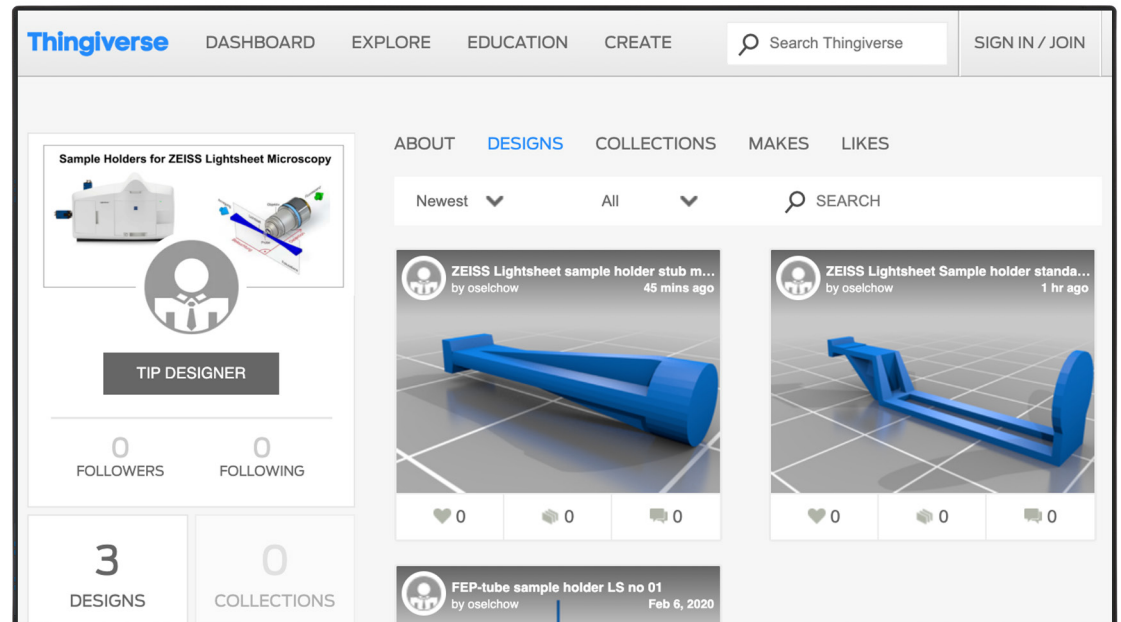 Thingiverse DASHBOARD EXPLORE EDUCATION CREATE Search Thingiverse SIGN IN / JOIN
Sample Holders for ZEISS Lightsheet Microscopy
TIP DESIGNER
0 0
FOLLOWERS FOLLOWING
3 0
DESIGNS COLLECTIONS
ABOUT DESIGNS COLLECTIONS MAKES LIKES
Newest All SEARCH
ZEISS Lightsheet sample holder stub m...
by oselchow 45 mins ago
0 0 0
ZEISS Lightsheet Sample holder standa...
by oselchow 1 hr ago
0 0 0
FEP-tube sample holder LS no 01
by oselchow Feb 6, 2020